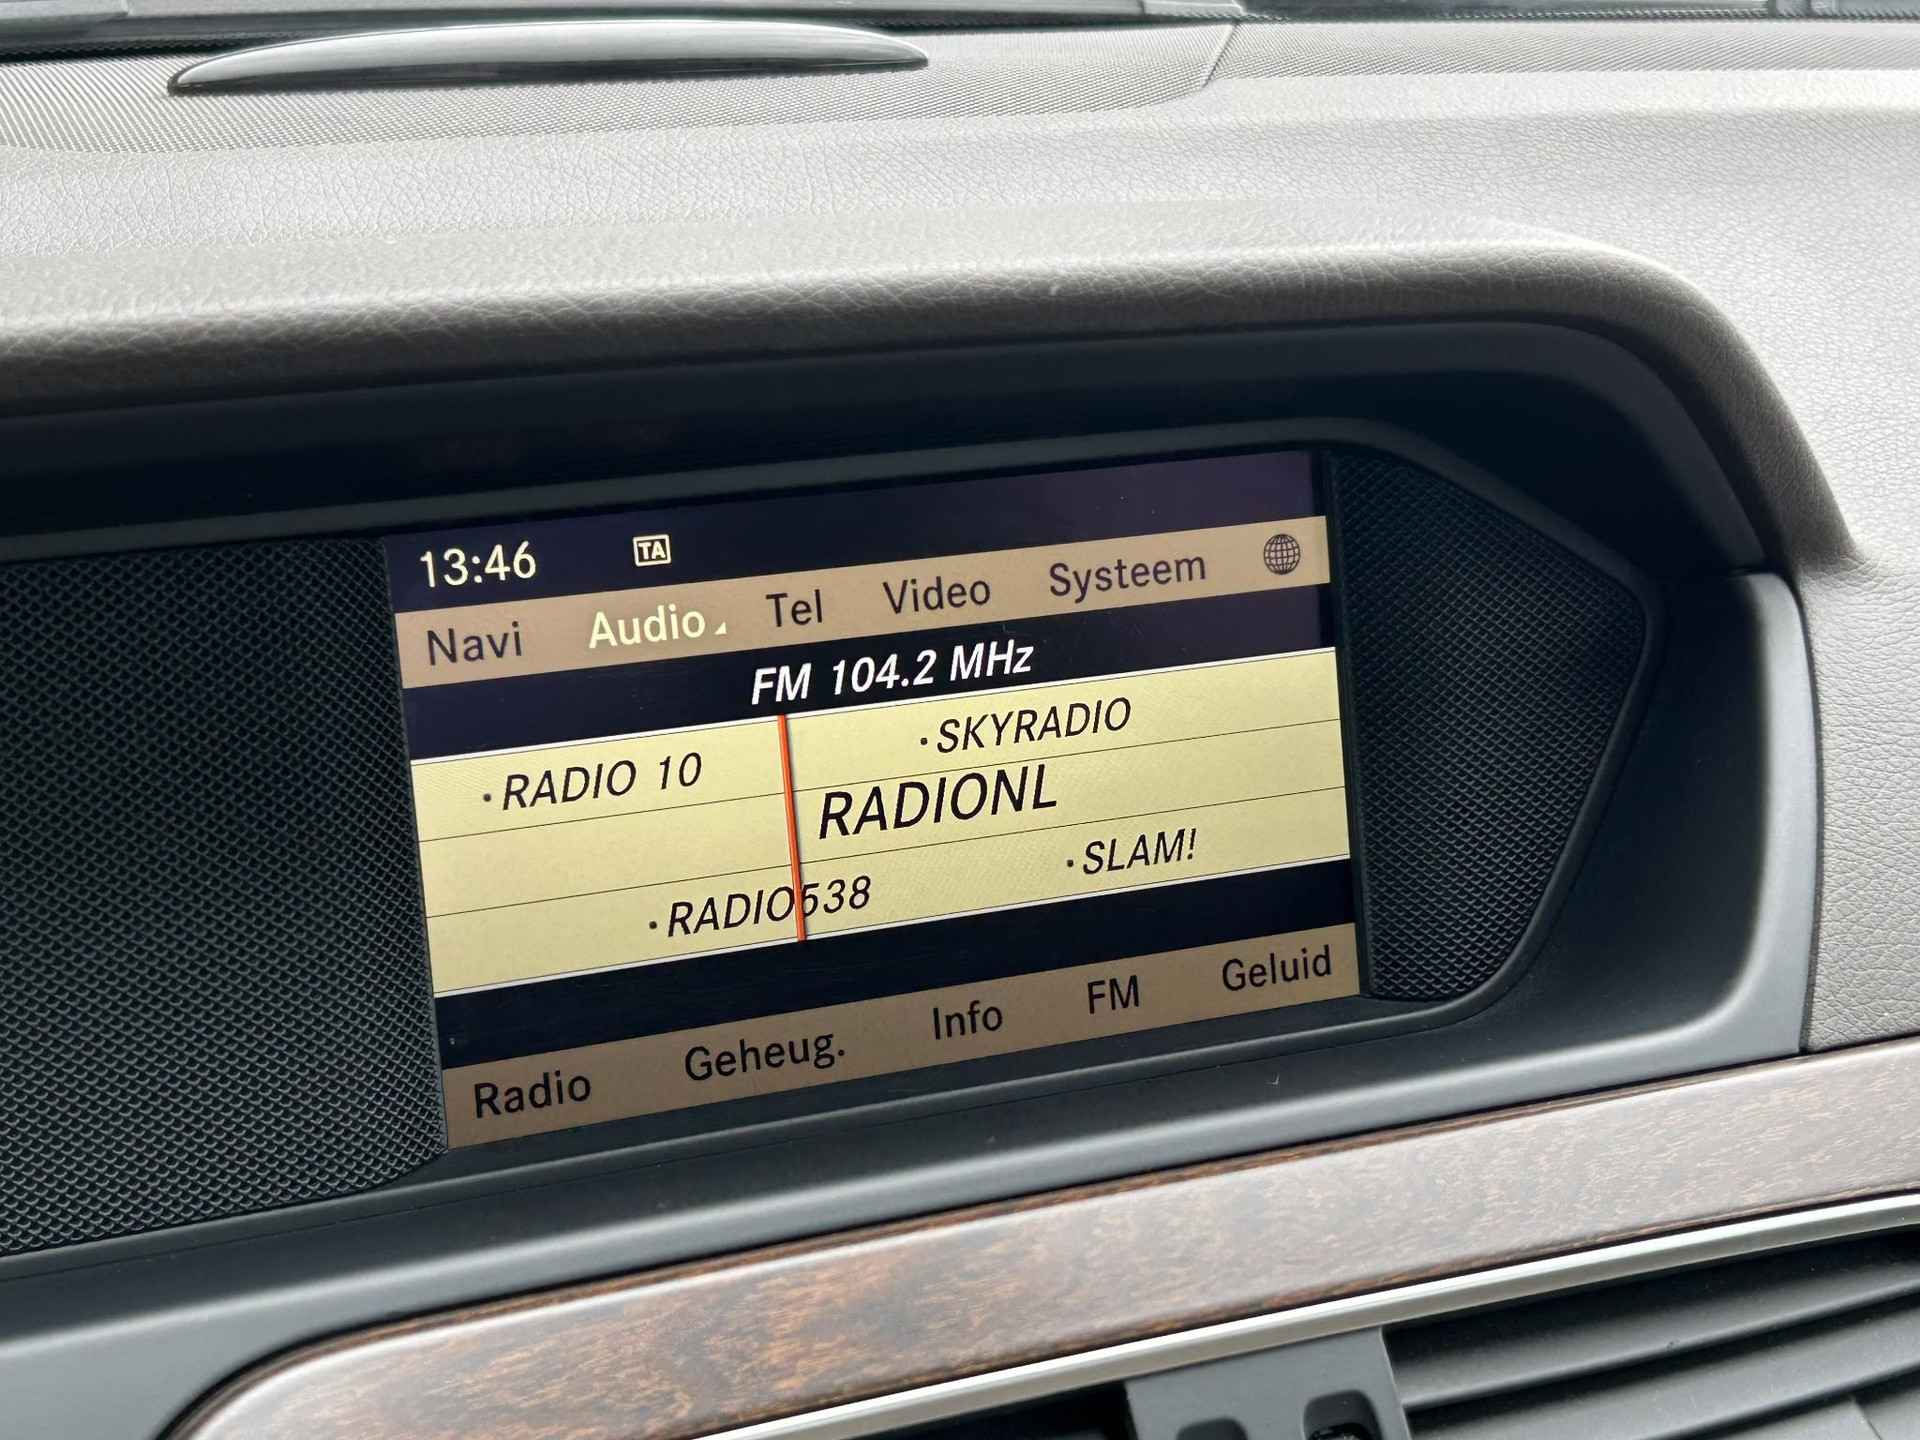 13:46 TA
Navi Audio Tel Video Systeem
FM 104.2 MHz
·RADIO 10 ·SKYRADIO
RADIONL
·RADIO538 ·SLAM!
Radio Geheug. Info FM Geluid